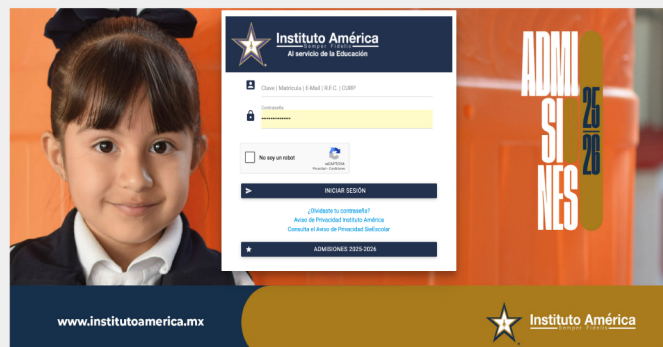 Instituto América
Semper Fidelis
Al servicio de la Educación
Clave | Matrícula | E-Mail | R.F.C. | CURP
Contraseña
No soy un robot
reCAPTCHA
Privacidad - Condiciones
INICIAR SESIÓN
¿Olvidaste tu contraseña?
Aviso de Privacidad Instituto América
Consulta el Aviso de Privacidad SieEscolar
ADMISIONES 2025-2026
ADMI
SI
NES
25
26
www.institutoamerica.mx
Instituto América
Semper Fidelis